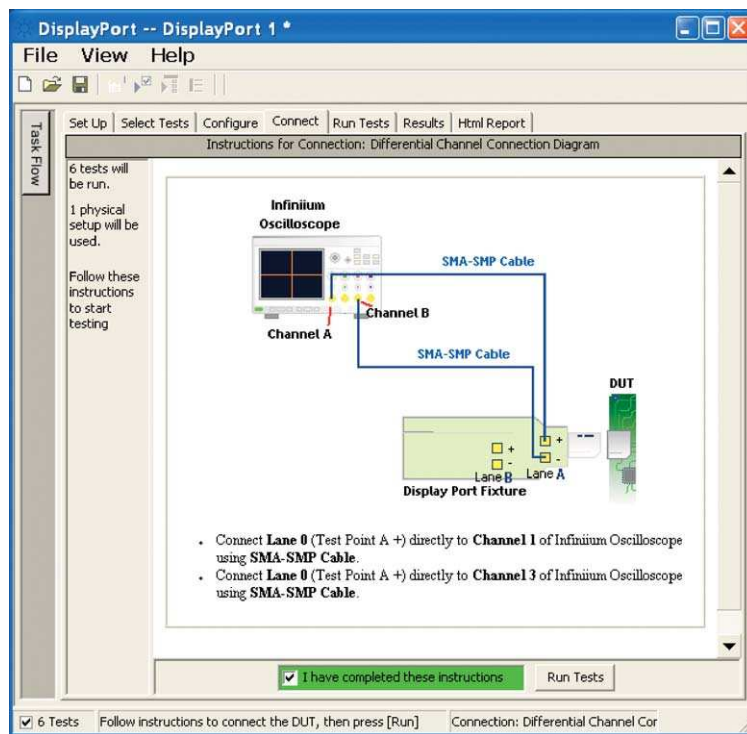 DisplayPort -- DisplayPort 1 *
File View Help
Task Flow
Set Up Select Tests Configure Connect Run Tests Results Html Report
Instructions for Connection: Differential Channel Connection Diagram
6 tests will
be run.
1 physical
setup will be
used.
Follow these
instructions
to start
testing
Infiniium
Oscilloscope
SMA-SMP Cable
Channel B
Channel A
SMA-SMP Cable
DUT
+
-
+
-
Lane B
Lane A
Display Port Fixture
• Connect Lane 0 (Test Point A +) directly to Channel 1 of Infiniium Oscilloscope
using SMA-SMP Cable.
• Connect Lane 0 (Test Point A +) directly to Channel 3 of Infiniium Oscilloscope
using SMA-SMP Cable.
I have completed these instructions
Run Tests
6 Tests Follow instructions to connect the DUT, then press [Run] Connection: Differential Channel Cor